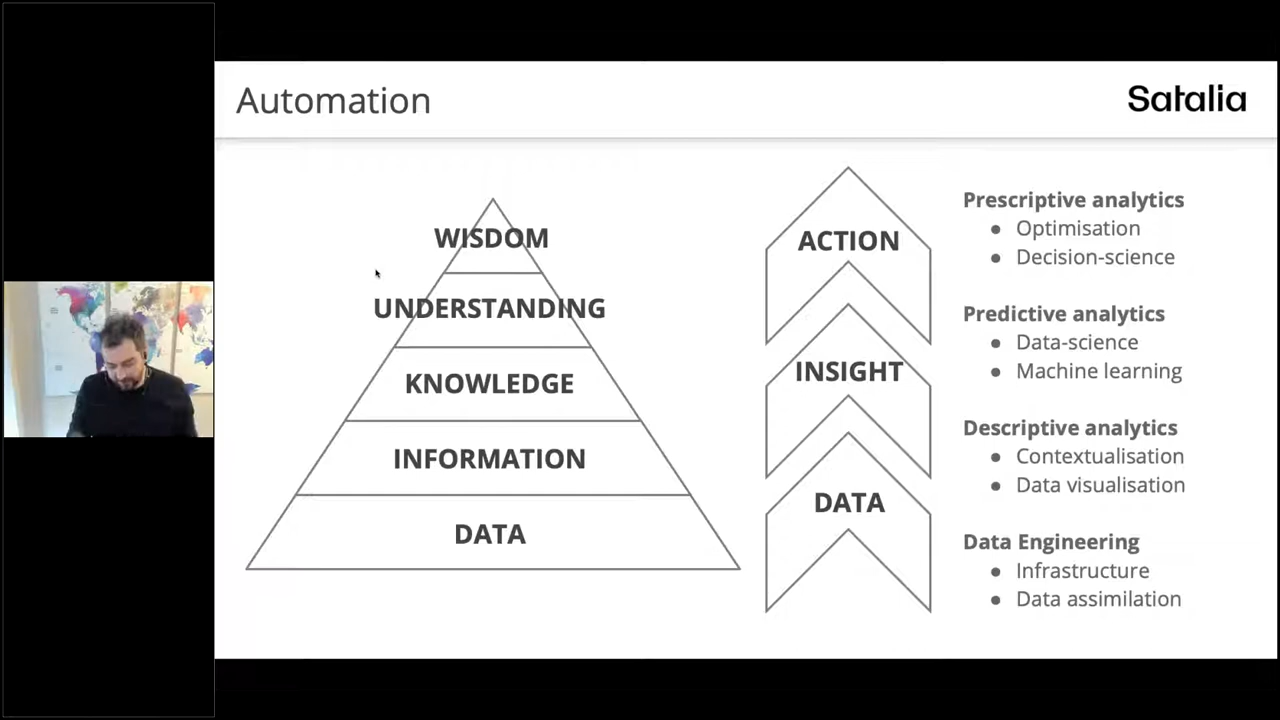 Automation
Satalia
WISDOM
UNDERSTANDING
KNOWLEDGE
INFORMATION
DATA
ACTION
INSIGHT
DATA
Prescriptive analytics
● Optimisation
● Decision-science
Predictive analytics
● Data-science
● Machine learning
Descriptive analytics
● Contextualisation
● Data visualisation
Data Engineering
● Infrastructure
● Data assimilation